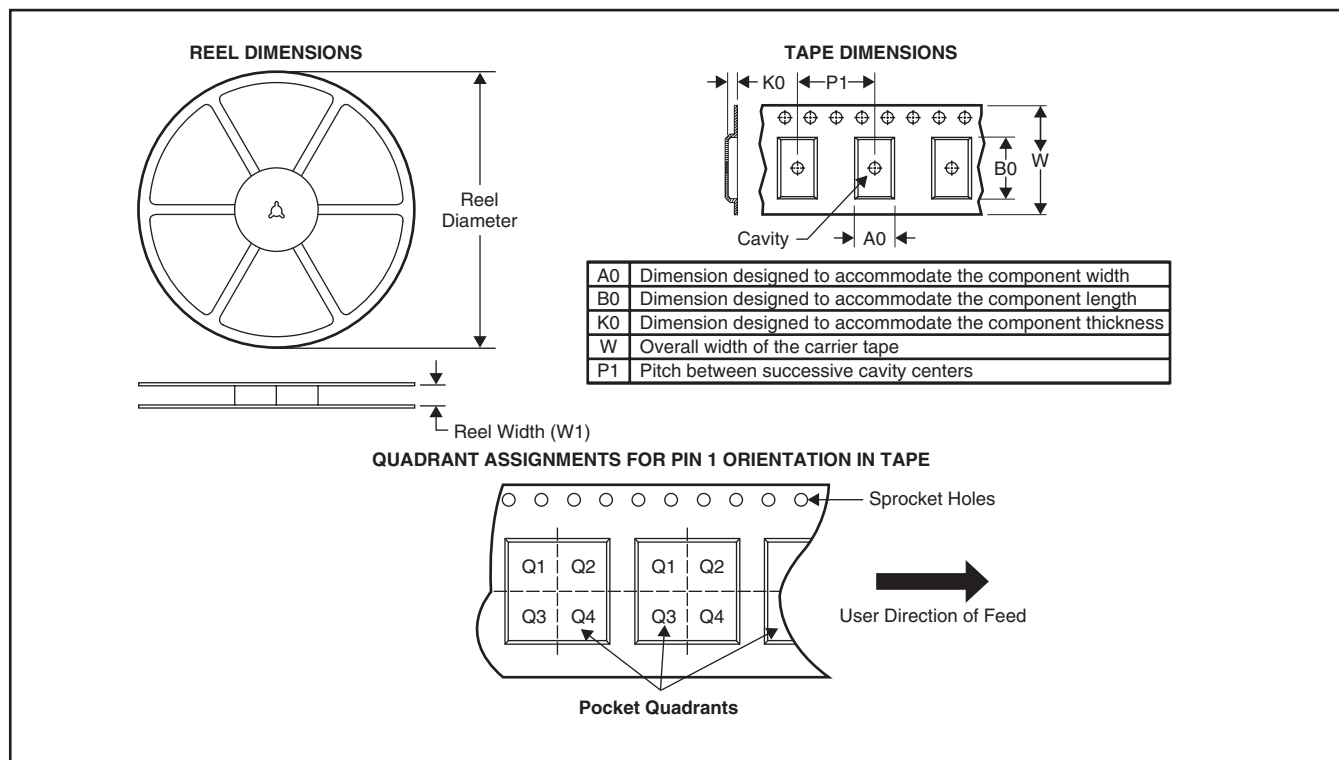 REEL DIMENSIONS
Reel
Diameter
Reel Width (W1)
TAPE DIMENSIONS
K0
P1
W
B0
Cavity
A0
A0 Dimension designed to accommodate the component width
B0 Dimension designed to accommodate the component length
K0 Dimension designed to accommodate the component thickness
W Overall width of the carrier tape
P1 Pitch between successive cavity centers
QUADRANT ASSIGNMENTS FOR PIN 1 ORIENTATION IN TAPE
Sprocket Holes
Q1 Q2 Q1 Q2
Q3 Q4 Q3 Q4
User Direction of Feed
Pocket Quadrants